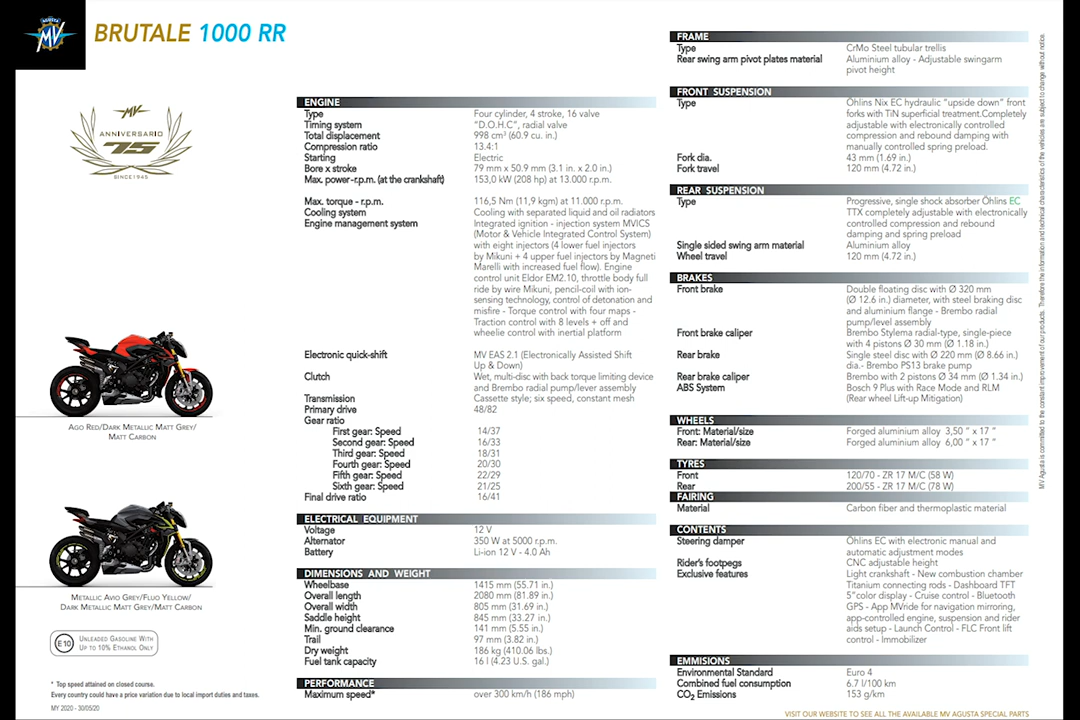 MV AGUSTA
BRUTALE 1000 RR
MV
ANNIVERSARIO
75
SINCE1945
AGO RED/DARK METALLIC MATT GREY/
MATT CARBON
METALLIC AVIO GREY/FLUO YELLOW/
DARK METALLIC MATT GREY/MATT CARBON
E10 UNLEADED GASOLINE WITH
UP TO 10% ETHANOL ONLY
* Top speed attained on closed course.
Every country could have a price variation due to local import duties and taxes.
MY 2020 - 30/05/20
ENGINE
Type Four cylinder, 4 stroke, 16 valve
Timing system "D.O.H.C", radial valve
Total displacement 998 cm³ (60.9 cu. in.)
Compression ratio 13.4:1
Starting Electric
Bore x stroke 79 mm x 50.9 mm (3.1 in. x 2.0 in.)
Max. power-r.p.m. (at the crankshaft) 153,0 kW (208 hp) at 13.000 r.p.m.
Max. torque - r.p.m. 116,5 Nm (11,9 kgm) at 11.000 r.p.m.
Cooling system Cooling with separated liquid and oil radiators
Engine management system Integrated ignition - injection system MVICS
(Motor & Vehicle Integrated Control System)
with eight injectors (4 lower fuel injectors
by Mikuni + 4 upper fuel injectors by Magneti
Marelli with increased fuel flow). Engine
control unit Eldor EM2.10, throttle body full
ride by wire Mikuni, pencil-coil with ion-
sensing technology, control of detonation and
misfire - Torque control with four maps -
Traction control with 8 levels + off and
wheelie control with inertial platform
Electronic quick-shift MV EAS 2.1 (Electronically Assisted Shift
Up & Down)
Clutch Wet, multi-disc with back torque limiting device
and Brembo radial pump/lever assembly
Transmission Cassette style; six speed, constant mesh
Primary drive 48/82
Gear ratio
First gear: Speed 14/37
Second gear: Speed 16/33
Third gear: Speed 18/31
Fourth gear: Speed 20/30
Fifth gear: Speed 22/29
Sixth gear: Speed 21/25
Final drive ratio 16/41
ELECTRICAL EQUIPMENT
Voltage 12 V
Alternator 350 W at 5000 r.p.m.
Battery Li-ion 12 V - 4.0 Ah
DIMENSIONS AND WEIGHT
Wheelbase 1415 mm (55.71 in.)
Overall length 2080 mm (81.89 in.)
Overall width 805 mm (31.69 in.)
Saddle height 845 mm (33.27 in.)
Min. ground clearance 141 mm (5.55 in.)
Trail 97 mm (3.82 in.)
Dry weight 186 kg (410.06 lbs.)
Fuel tank capacity 16 l (4.23 U.S. gal.)
PERFORMANCE
Maximum speed* over 300 km/h (186 mph)
FRAME
Type CrMo Steel tubular trellis
Rear swing arm pivot plates material Aluminium alloy - Adjustable swingarm
pivot height
FRONT SUSPENSION
Type Öhlins Nix EC hydraulic "upside down" front
forks with TiN superficial treatment.Completely
adjustable with electronically controlled
compression and rebound damping with
manually controlled spring preload.
Fork dia. 43 mm (1.69 in.)
Fork travel 120 mm (4.72 in.)
REAR SUSPENSION
Type Progressive, single shock absorber Öhlins EC
TTX completely adjustable with electronically
controlled compression and rebound
damping and spring preload
Single sided swing arm material Aluminium alloy
Wheel travel 120 mm (4.72 in.)
BRAKES
Front brake Double floating disc with Ø 320 mm
(Ø 12.6 in.) diameter, with steel braking disc
and aluminium flange - Brembo radial
pump/level assembly
Front brake caliper Brembo Stylema radial-type, single-piece
with 4 pistons Ø 30 mm (Ø 1.18 in.)
Rear brake Single steel disc with Ø 220 mm (Ø 8.66 in.)
dia.- Brembo PS13 brake pump
Rear brake caliper Brembo with 2 pistons Ø 34 mm (Ø 1.34 in.)
ABS System Bosch 9 Plus with Race Mode and RLM
(Rear wheel Lift-up Mitigation)
WHEELS
Front: Material/size Forged aluminium alloy 3,50 " x 17 "
Rear: Material/size Forged aluminium alloy 6,00 " x 17 "
TYRES
Front 120/70 - ZR 17 M/C (58 W)
Rear 200/55 - ZR 17 M/C (78 W)
FAIRING
Material Carbon fiber and thermoplastic material
CONTENTS
Steering damper Öhlins EC with electronic manual and
automatic adjustment modes
Rider's footpegs CNC adjustable height
Exclusive features Light crankshaft - New combustion chamber
Titanium connecting rods - Dashboard TFT
5"color display - Cruise control - Bluetooth
GPS - App MVride for navigation mirroring,
app-controlled engine, suspension and rider
aids setup - Launch Control - FLC Front lift
control - Immobilizer
EMMISIONS
Environmental Standard Euro 4
Combined fuel consumption 6.7 l/100 km
CO₂ Emissions 153 g/km
VISIT OUR WEBSITE TO SEE ALL THE AVAILABLE MV AGUSTA SPECIAL PARTS
MV Agusta is committed to the constant improvement of our products. Therefore the information and technical characteristics of the vehicles are subject to change without notice.